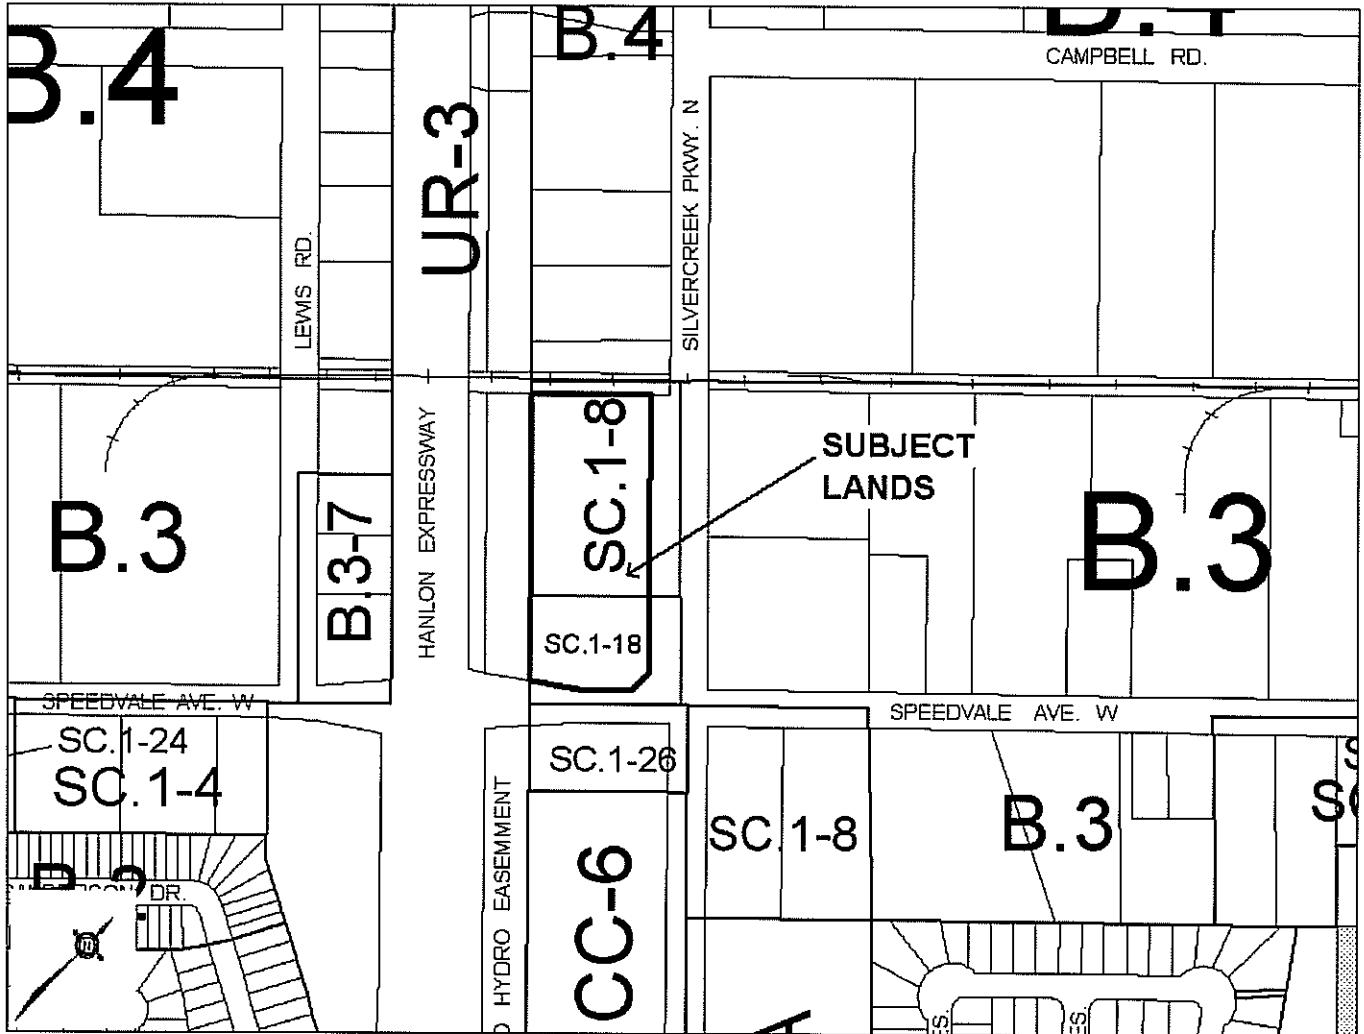 B.4
B.4
B.4
CAMPBELL RD.
UR-3
SILVERCREEK PKWY. N
LEWIS RD.
SC.1-8
SUBJECT
LANDS
HANLON EXPRESSWAY
B.3
B.3-7
B.3
SC.1-18
SPEEDVALE AVE. W
SPEEDVALE AVE. W
SC.1-24
SC.1-4
SC.1-26
HYDRO EASEMMENT
SC.1-8
B.3
CC-6
DR.